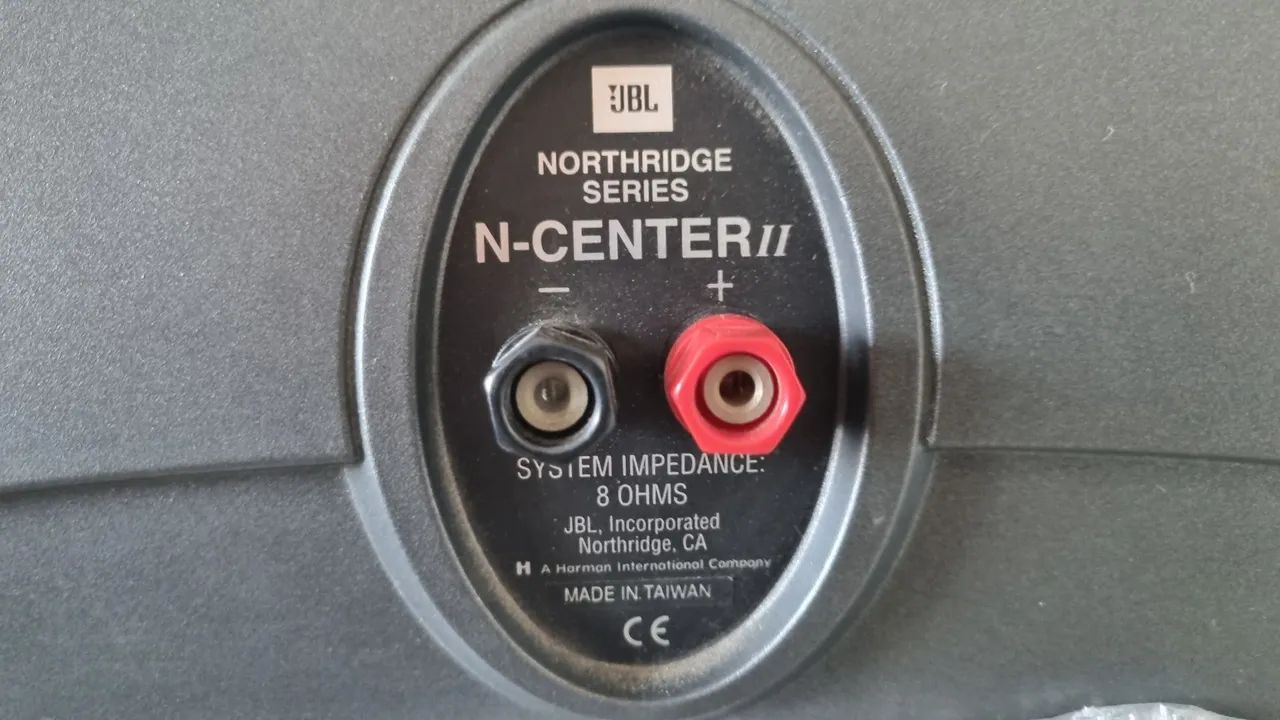 JBL
NORTHRIDGE
SERIES
N-CENTER II
− +
SYSTEM IMPEDANCE:
8 OHMS
JBL, Incorporated
Northridge, CA
H A Harman International Company
MADE IN TAIWAN
CE